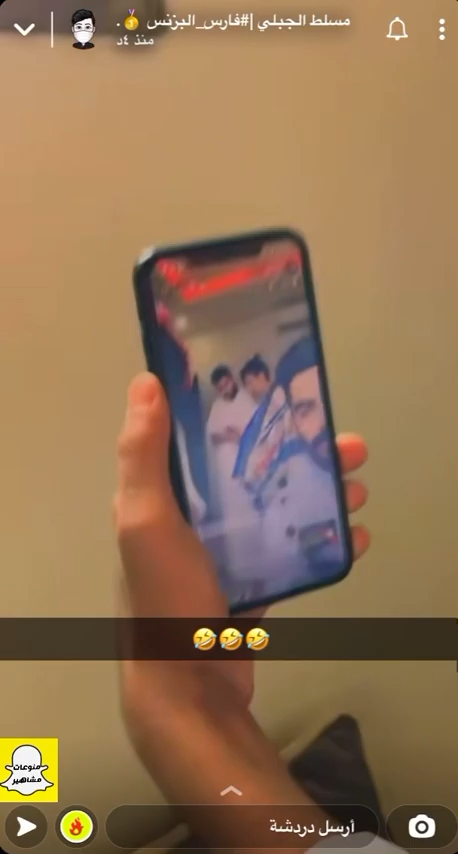 مسلط الجبلي |#فارس_البزنس 🥇 .
منذ ٤د
🤣🤣🤣
منوعات
مشاهير
أرسل دردشة